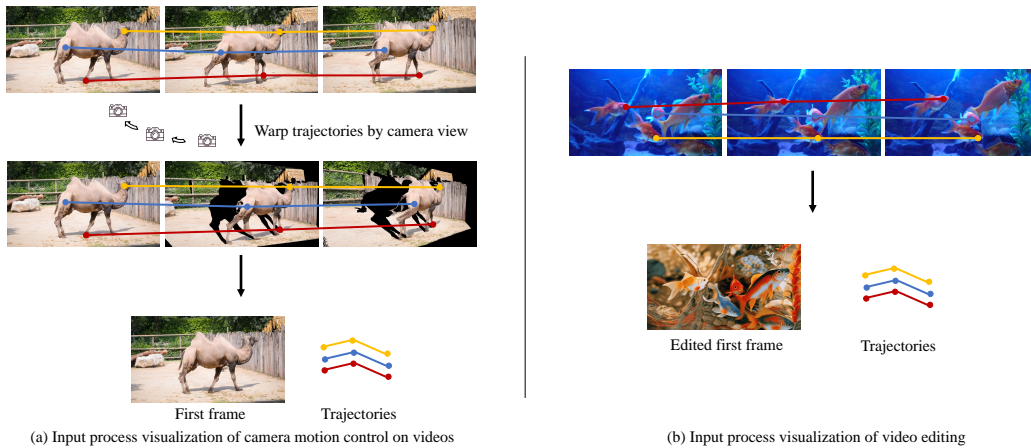 Warp trajectories by camera view
First frame
Trajectories
(a) Input process visualization of camera motion control on videos
Edited first frame
Trajectories
(b) Input process visualization of video editing